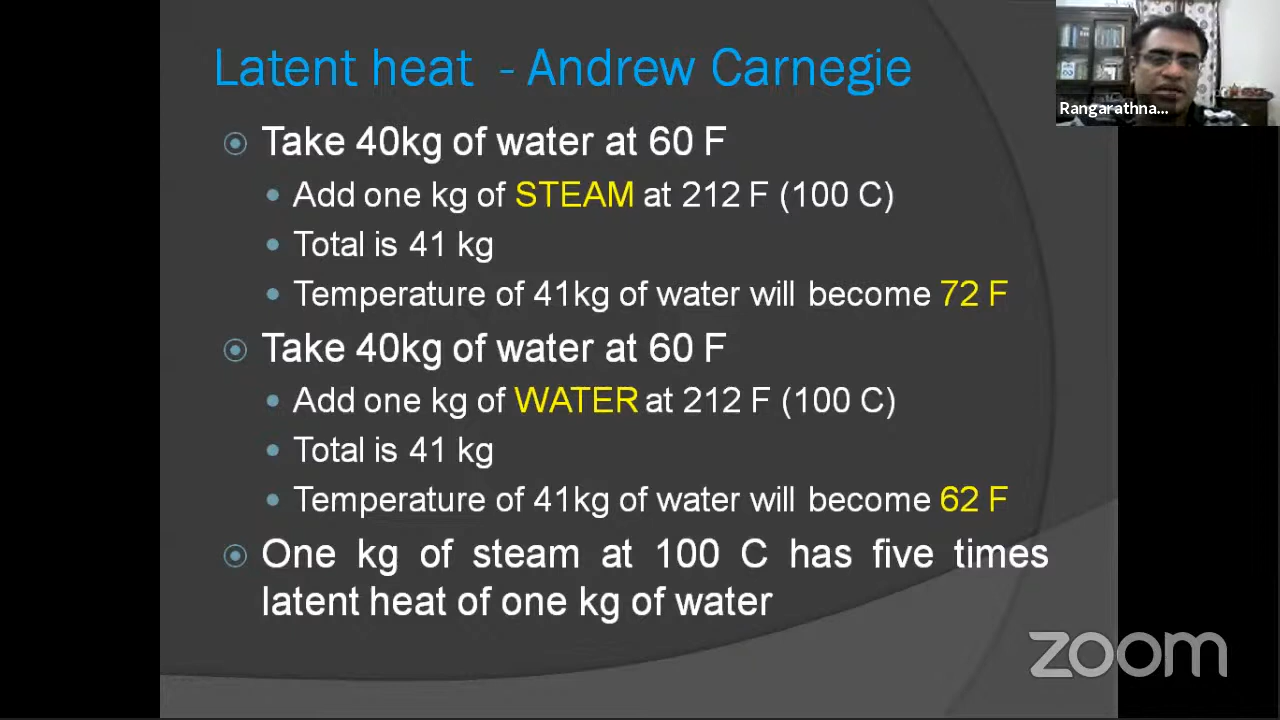 Latent heat - Andrew Carnegie
Take 40kg of water at 60 F
Add one kg of STEAM at 212 F (100 C)
Total is 41 kg
Temperature of 41kg of water will become 72 F
Take 40kg of water at 60 F
Add one kg of WATER at 212 F (100 C)
Total is 41 kg
Temperature of 41kg of water will become 62 F
One kg of steam at 100 C has five times
latent heat of one kg of water
Rangarathna...
zoom